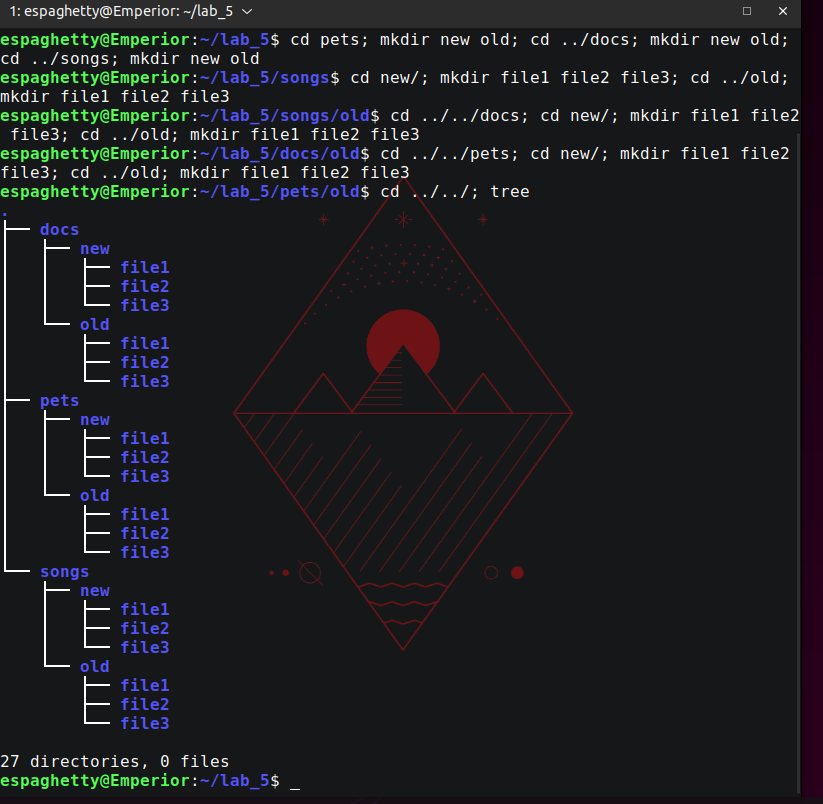 1: espaghetty@Emperior: ~/lab_5
espaghetty@Emperior:~/lab_5$ cd pets; mkdir new old; cd ../docs; mkdir new old;
cd ../songs; mkdir new old
espaghetty@Emperior:~/lab_5/songs$ cd new/; mkdir file1 file2 file3; cd ../old;
mkdir file1 file2 file3
espaghetty@Emperior:~/lab_5/songs/old$ cd ../../docs; cd new/; mkdir file1 file2
file3; cd ../old; mkdir file1 file2 file3
espaghetty@Emperior:~/lab_5/docs/old$ cd ../../pets; cd new/; mkdir file1 file2
file3; cd ../old; mkdir file1 file2 file3
espaghetty@Emperior:~/lab_5/pets/old$ cd ../../; tree
.
├── docs
│   ├── new
│   │   ├── file1
│   │   ├── file2
│   │   └── file3
│   └── old
│       ├── file1
│       ├── file2
│       └── file3
├── pets
│   ├── new
│   │   ├── file1
│   │   ├── file2
│   │   └── file3
│   └── old
│       ├── file1
│       ├── file2
│       └── file3
└── songs
    ├── new
    │   ├── file1
    │   ├── file2
    │   └── file3
    └── old
        ├── file1
        ├── file2
        └── file3
27 directories, 0 files
espaghetty@Emperior:~/lab_5$ _